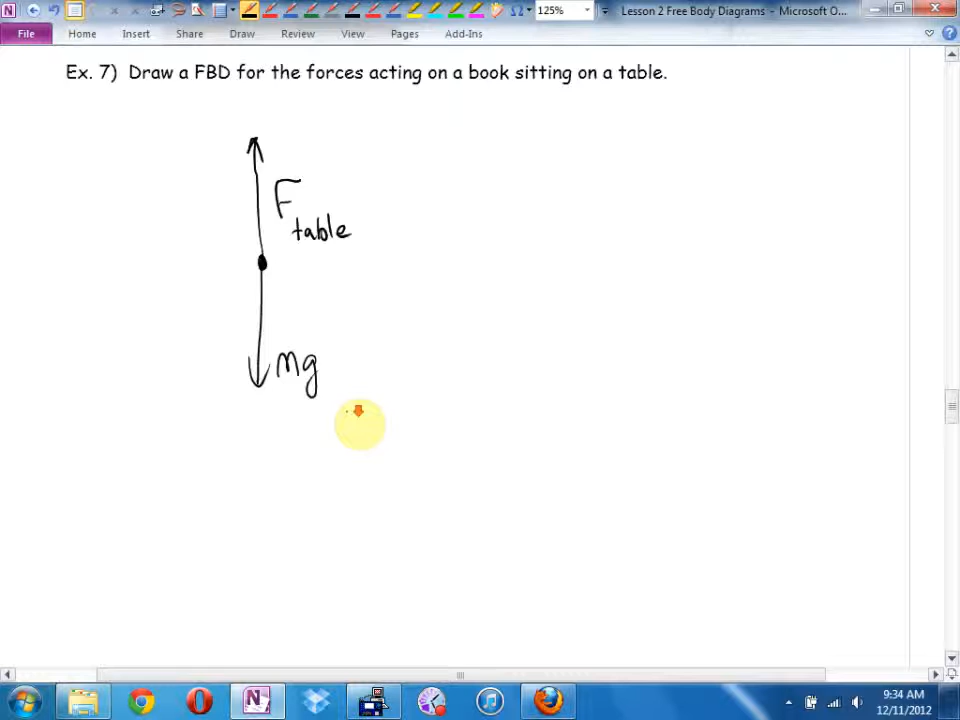 125%
Lesson 2 Free Body Diagrams - Microsoft O...
File Home Insert Share Draw Review View Pages Add-Ins
Ex. 7) Draw a FBD for the forces acting on a book sitting on a table.
F
table
mg
9:34 AM
12/11/2012